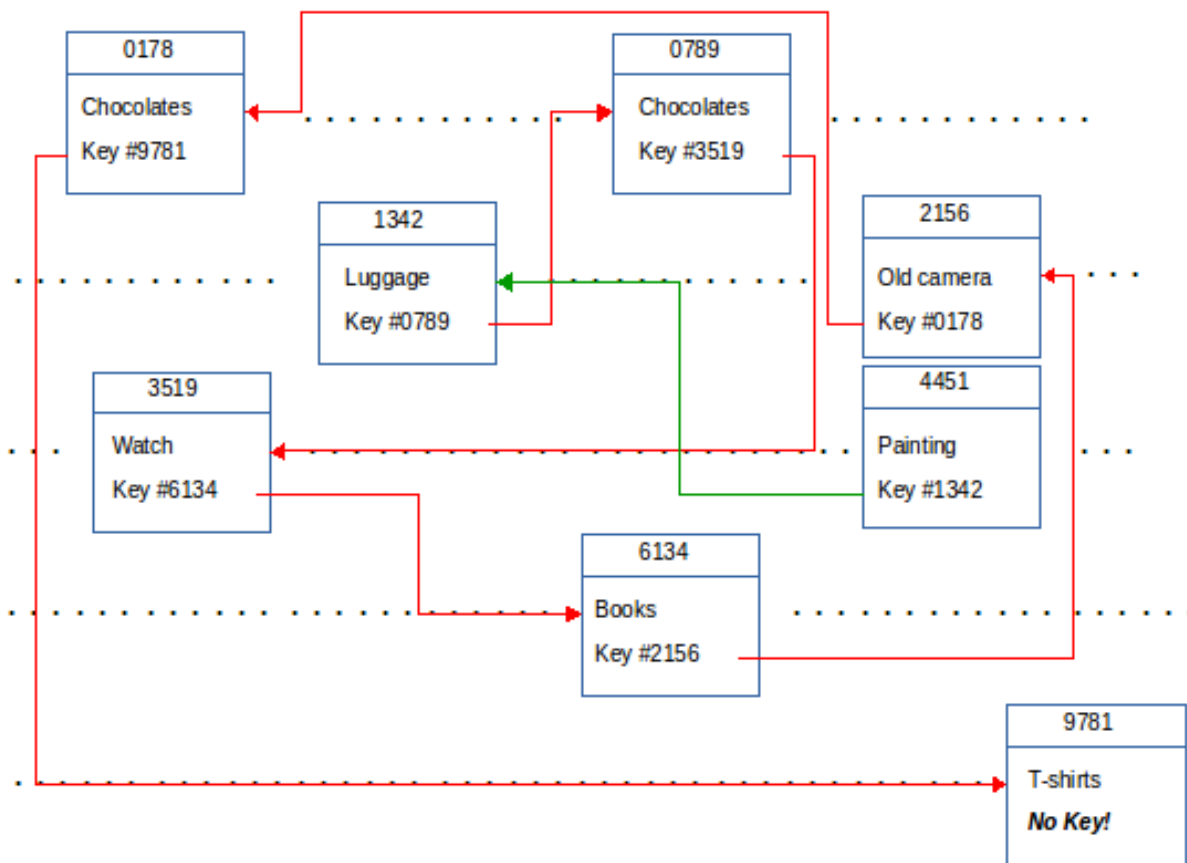 0178
Chocolates
Key #9781
0789
Chocolates
Key #3519
1342
Luggage
Key #0789
2156
Old camera
Key #0178
3519
Watch
Key #6134
4451
Painting
Key #1342
6134
Books
Key #2156
9781
T-shirts
No Key!